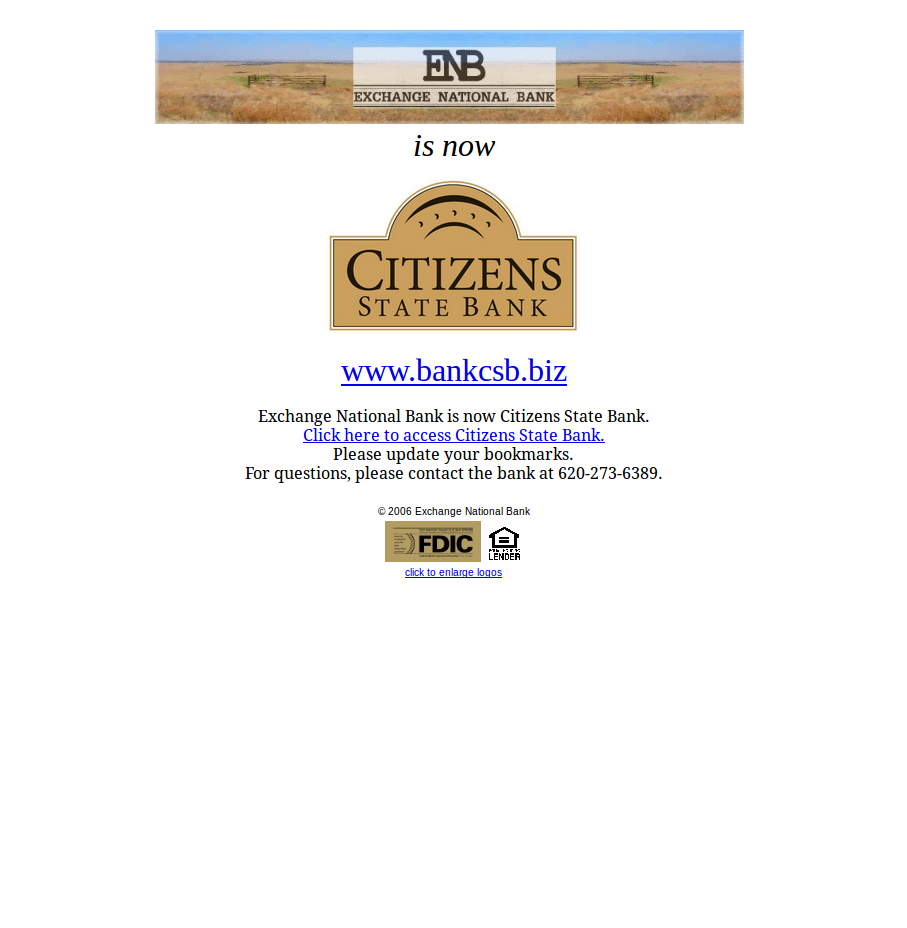 ENB
EXCHANGE NATIONAL BANK
is now
CITIZENS
STATE BANK
www.bankcsb.biz
Exchange National Bank is now Citizens State Bank.
Click here to access Citizens State Bank.
Please update your bookmarks.
For questions, please contact the bank at 620-273-6389.
© 2006 Exchange National Bank
FDIC
LENDER
click to enlarge logos